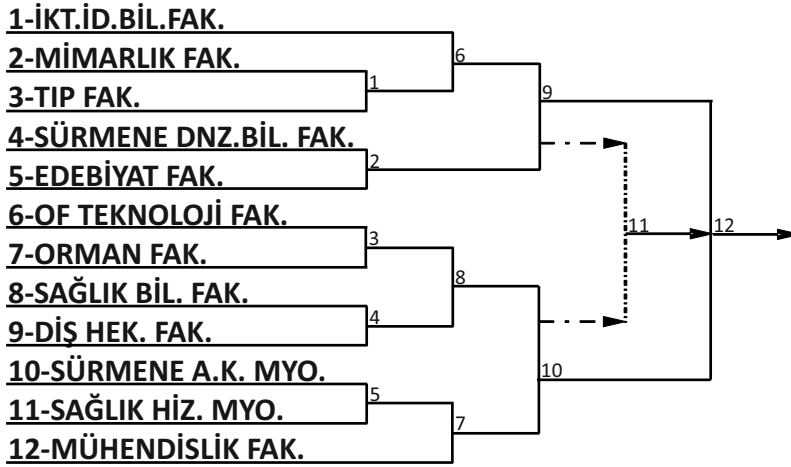 1-İKT.İD.BİL.FAK.
2-MİMARLIK FAK.
3-TIP FAK.
4-SÜRMENE DNZ.BİL. FAK.
5-EDEBİYAT FAK.
6-OF TEKNOLOJİ FAK.
7-ORMAN FAK.
8-SAĞLIK BİL. FAK.
9-DİŞ HEK. FAK.
10-SÜRMENE A.K. MYO.
11-SAĞLIK HİZ. MYO.
12-MÜHENDİSLİK FAK.
1
2
3
4
5
6
8
7
9
10
11
12